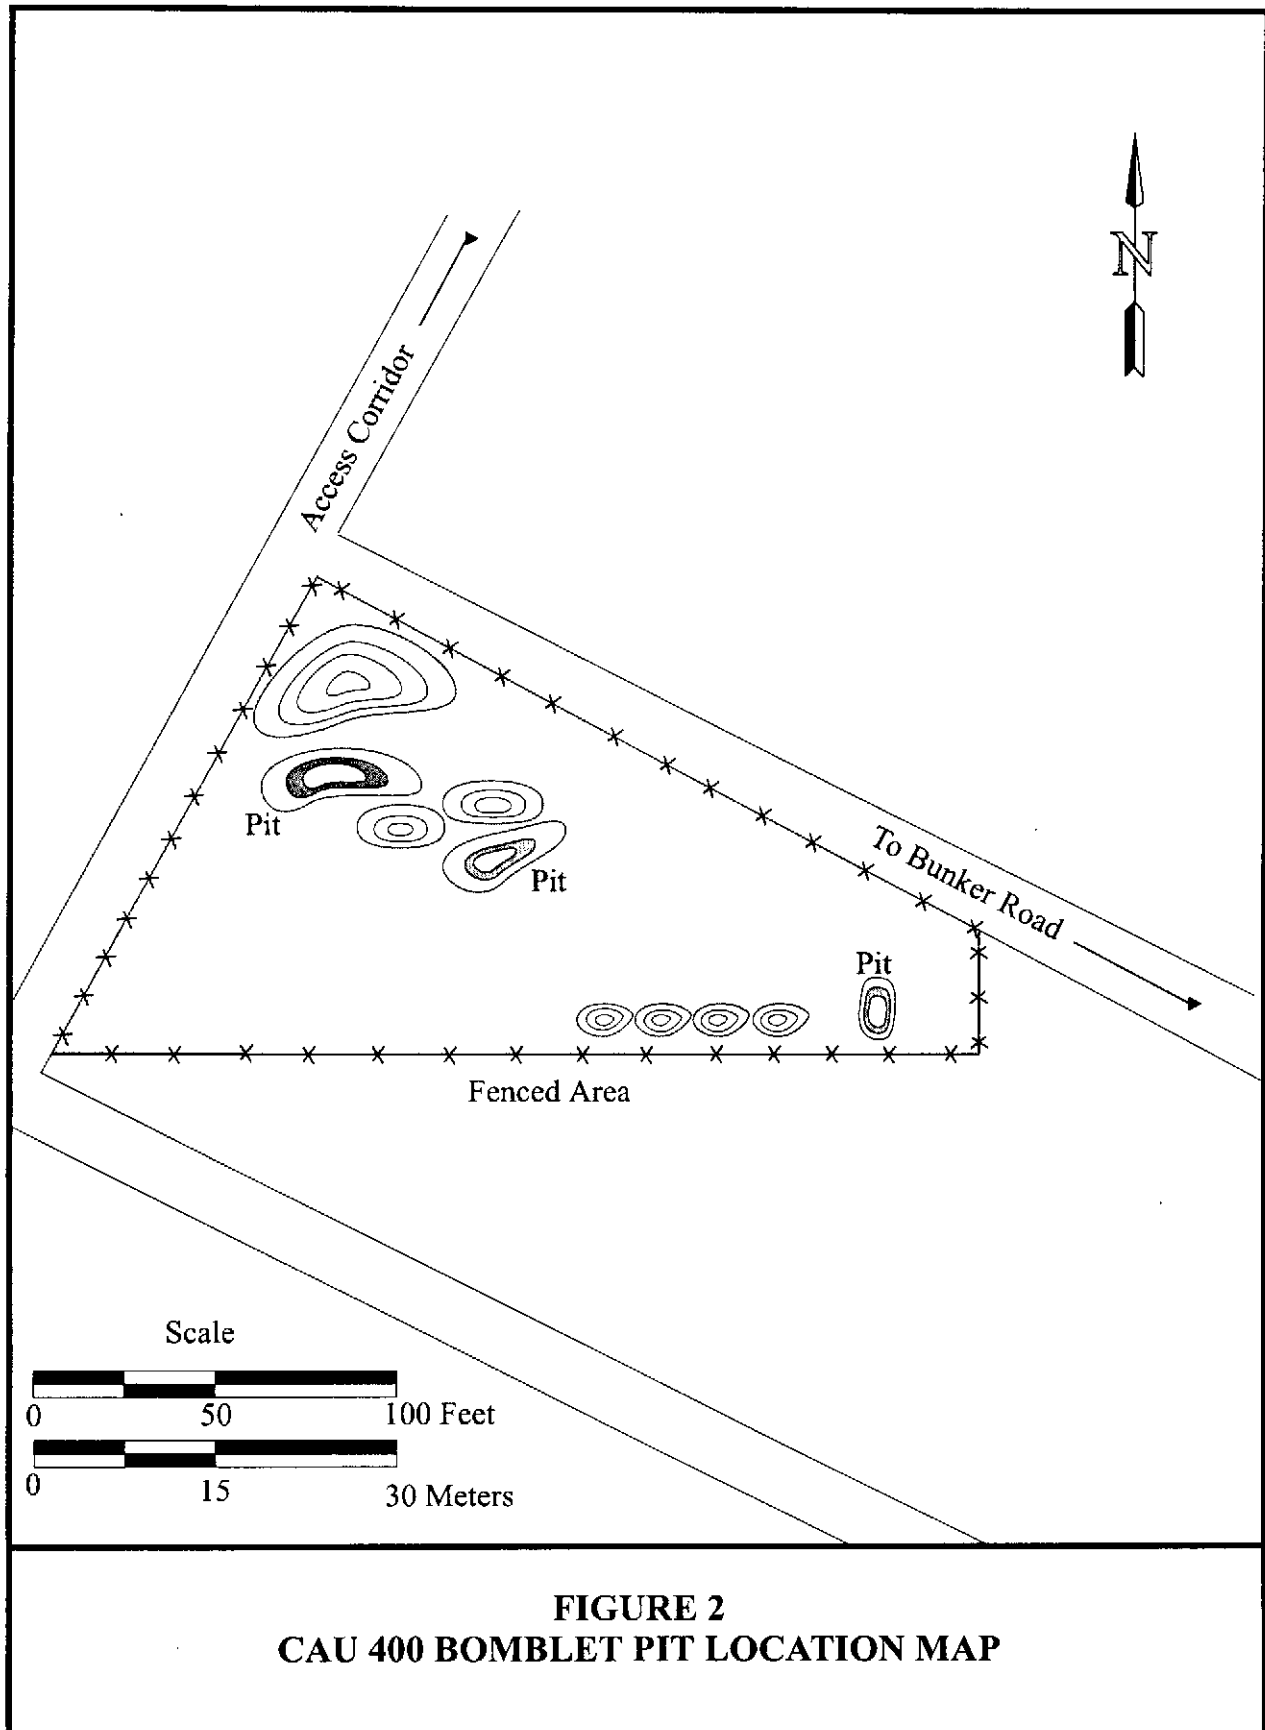 N
Access Corridor
Pit
Pit
To Bunker Road
Pit
Fenced Area
Scale
0 50 100 Feet
0 15 30 Meters
FIGURE 2
CAU 400 BOMBLET PIT LOCATION MAP